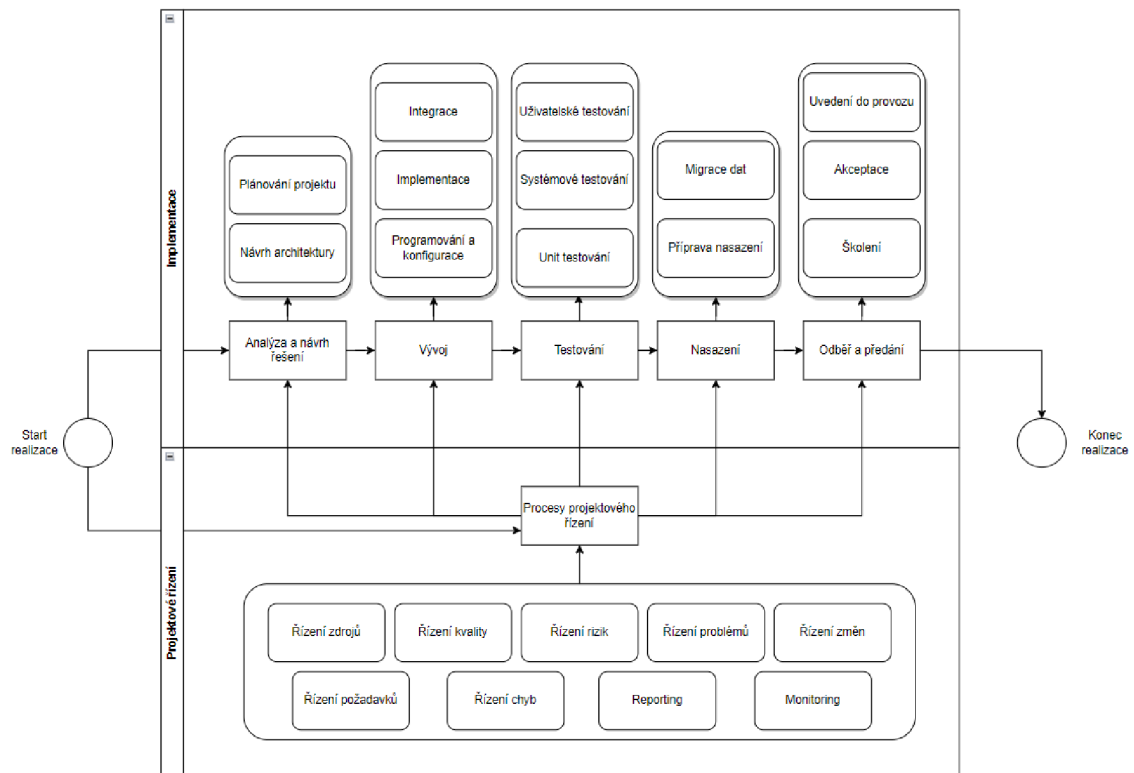 Implementace
Integrace
Uživatelské testování
Uvedení do provozu
Plánování projektu
Implementace
Systémové testování
Migrace dat
Akceptace
Návrh architektury
Programování a
konfigurace
Unit testování
Příprava nasazení
Školení
Analýza a návrh
řešení
Vývoj
Testování
Nasazení
Odběř a předání
Start
realizace
Konec
realizace
Projektové řízení
Procesy projektového
řízení
Řízení zdrojů
Řízení kvality
Řízení rizik
Řízení problémů
Řízení změn
Řízení požadavků
Řízení chyb
Reporting
Monitoring